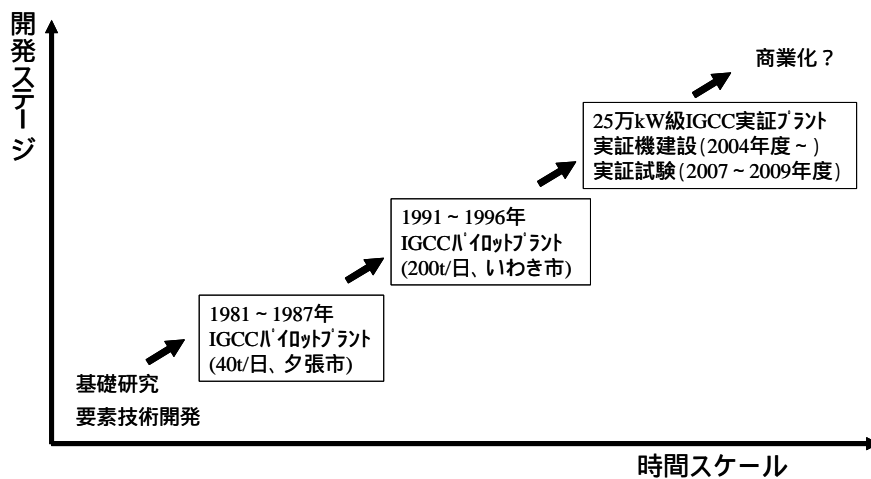 開発ステージ
商業化？
25万kW級IGCC実証プラント
実証機建設(2004年度～)
実証試験(2007～2009年度)
1991～1996年
IGCCパイロットプラント
(200t/日、いわき市)
1981～1987年
IGCCパイロットプラント
(40t/日、夕張市)
基礎研究
要素技術開発
時間スケール